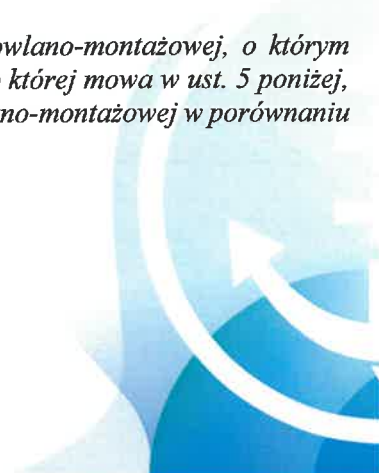 owlano-montażowej, o którym
której mowa w ust. 5 poniżej,
no-montażowej w porównaniu